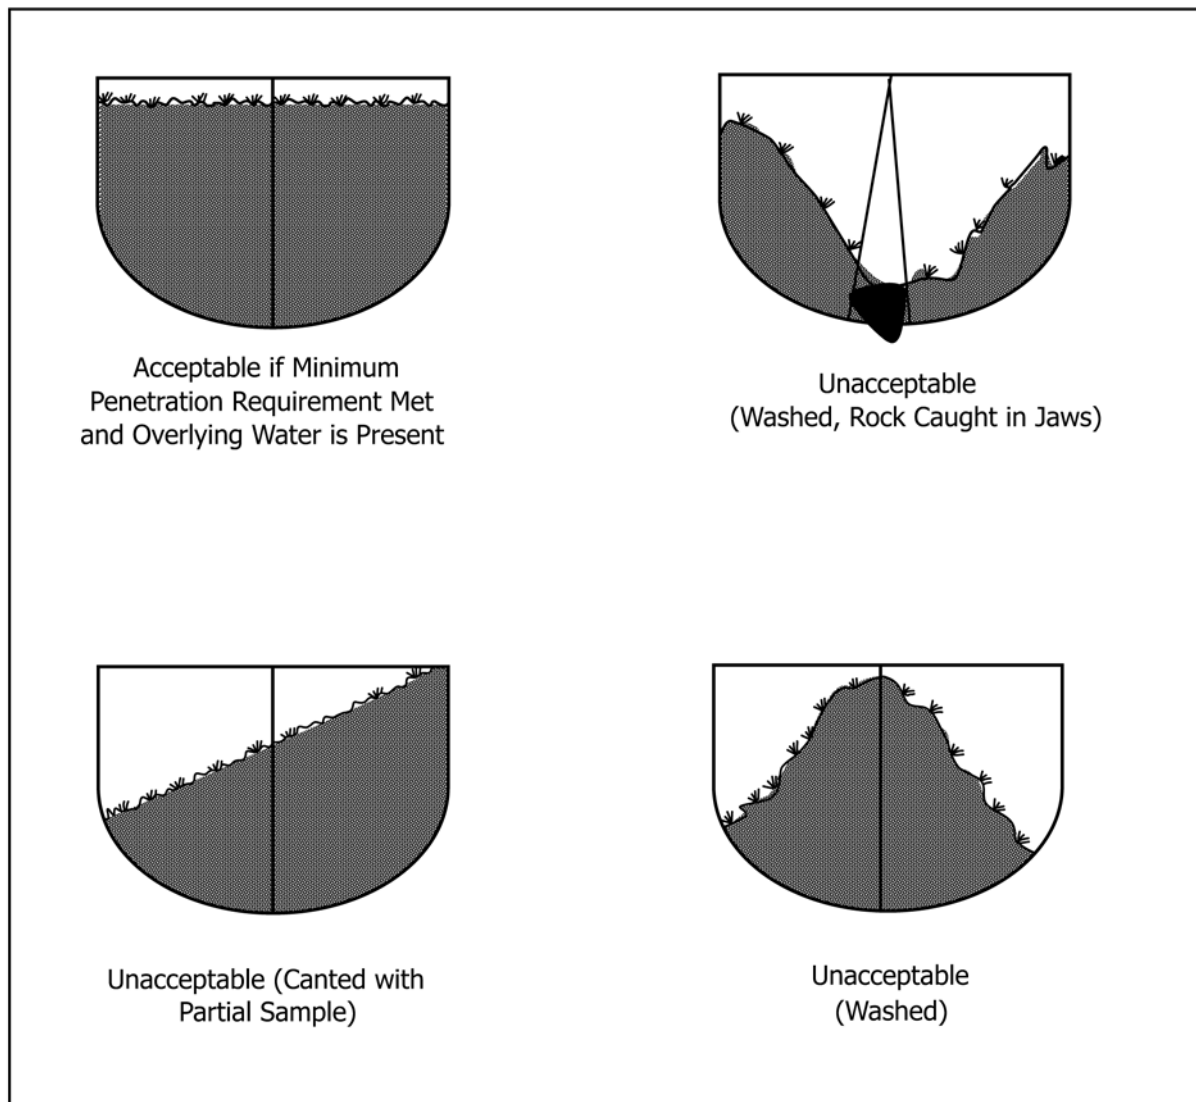 Acceptable if Minimum
Penetration Requirement Met
and Overlying Water is Present
Unacceptable
(Washed, Rock Caught in Jaws)
Unacceptable (Canted with
Partial Sample)
Unacceptable
(Washed)